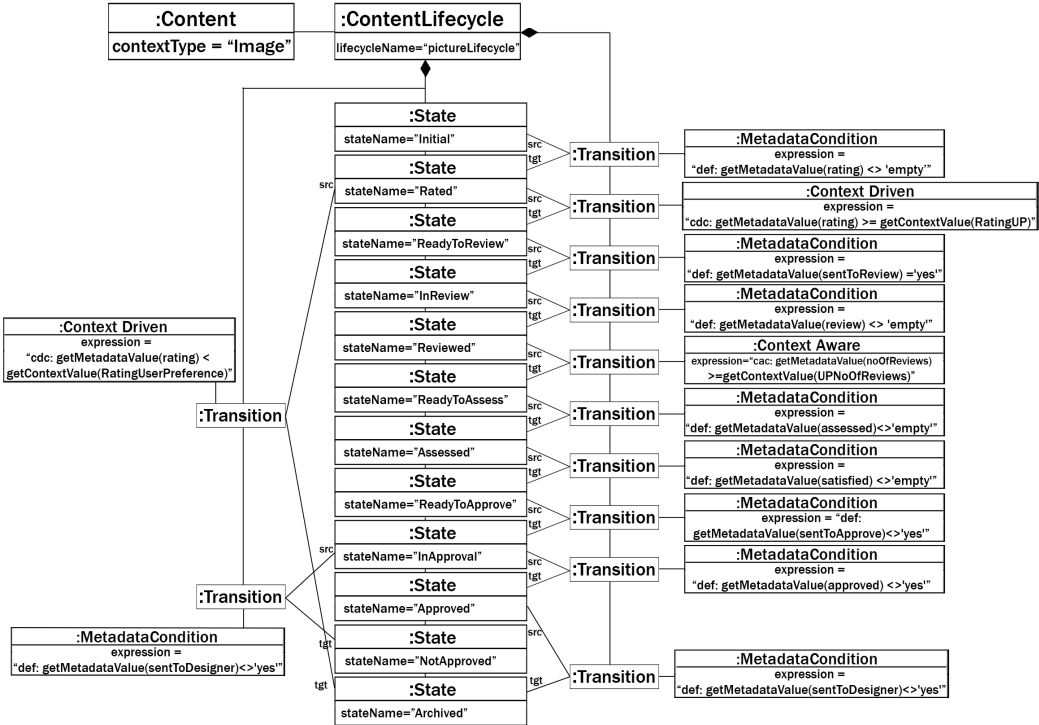 :Content
contextType = “Image”
:ContentLifecycle
lifecycleName=“pictureLifecycle”
:State
stateName=“Initial”
:State
stateName=“Rated”
:State
stateName=“ReadyToReview”
:State
stateName=“InReview”
:State
stateName=“Reviewed”
:State
stateName=“ReadyToAssess”
:State
stateName=“Assessed”
:State
stateName=“ReadyToApprove”
:State
stateName=“InApproval”
:State
stateName=“Approved”
:State
stateName=“NotApproved”
:State
stateName=“Archived”
src
tgt
:Transition
:MetadataCondition
expression =
“def: getMetadataValue(rating) <> 'empty'”
src
tgt
:Transition
:Context Driven
expression =
“cdc: getMetadataValue(rating) >= getContextValue(RatingUP)”
src
tgt
:Transition
:MetadataCondition
expression =
“def: getMetadataValue(sentToReview) ='yes'”
src
tgt
:Transition
:MetadataCondition
expression =
“def: getMetadataValue(review) <> 'empty'”
src
tgt
:Transition
:Context Aware
expression=“cac: getMetadataValue(noOfReviews)
>=getContextValue(UPNoOfReviews)”
src
tgt
:Transition
:MetadataCondition
expression =
“def: getMetadataValue(assessed)<>'empty'”
src
tgt
:Transition
:MetadataCondition
expression =
“def: getMetadataValue(satisfied) <>'empty'”
src
tgt
:Transition
:MetadataCondition
expression = “def:
getMetadataValue(sentToApprove)<>'yes'”
src
tgt
:Transition
:MetadataCondition
expression =
“def: getMetadataValue(approved) <>'yes'”
src
tgt
:Transition
:MetadataCondition
expression =
“def: getMetadataValue(sentToDesigner)<>'yes'”
src
:Context Driven
expression =
“cdc: getMetadataValue(rating) <
getContextValue(RatingUserPreference)”
:Transition
tgt
src
:Transition
tgt
:MetadataCondition
expression =
“def: getMetadataValue(sentToDesigner)<>'yes'”